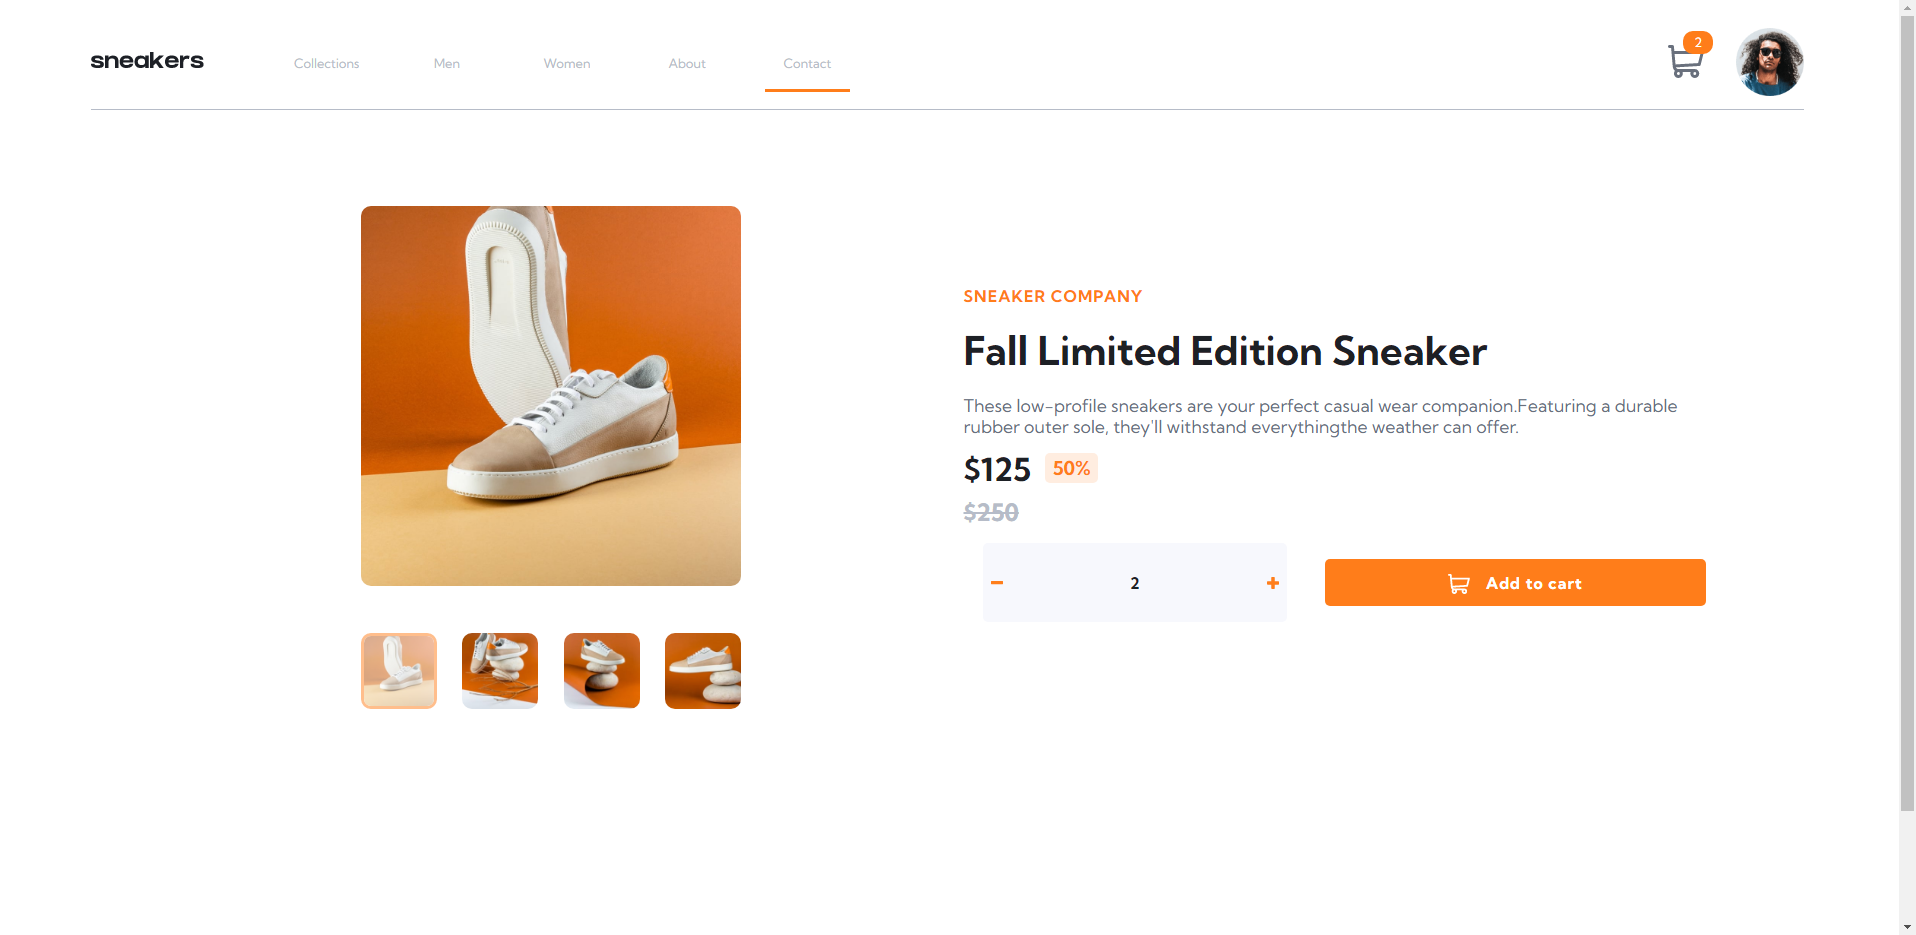 sneakers
Collections
Men
Women
About
Contact
2
SNEAKER COMPANY
Fall Limited Edition Sneaker
These low-profile sneakers are your perfect casual wear companion.Featuring a durable
rubber outer sole, they'll withstand everythingthe weather can offer.
$125 50%
$250
2
Add to cart